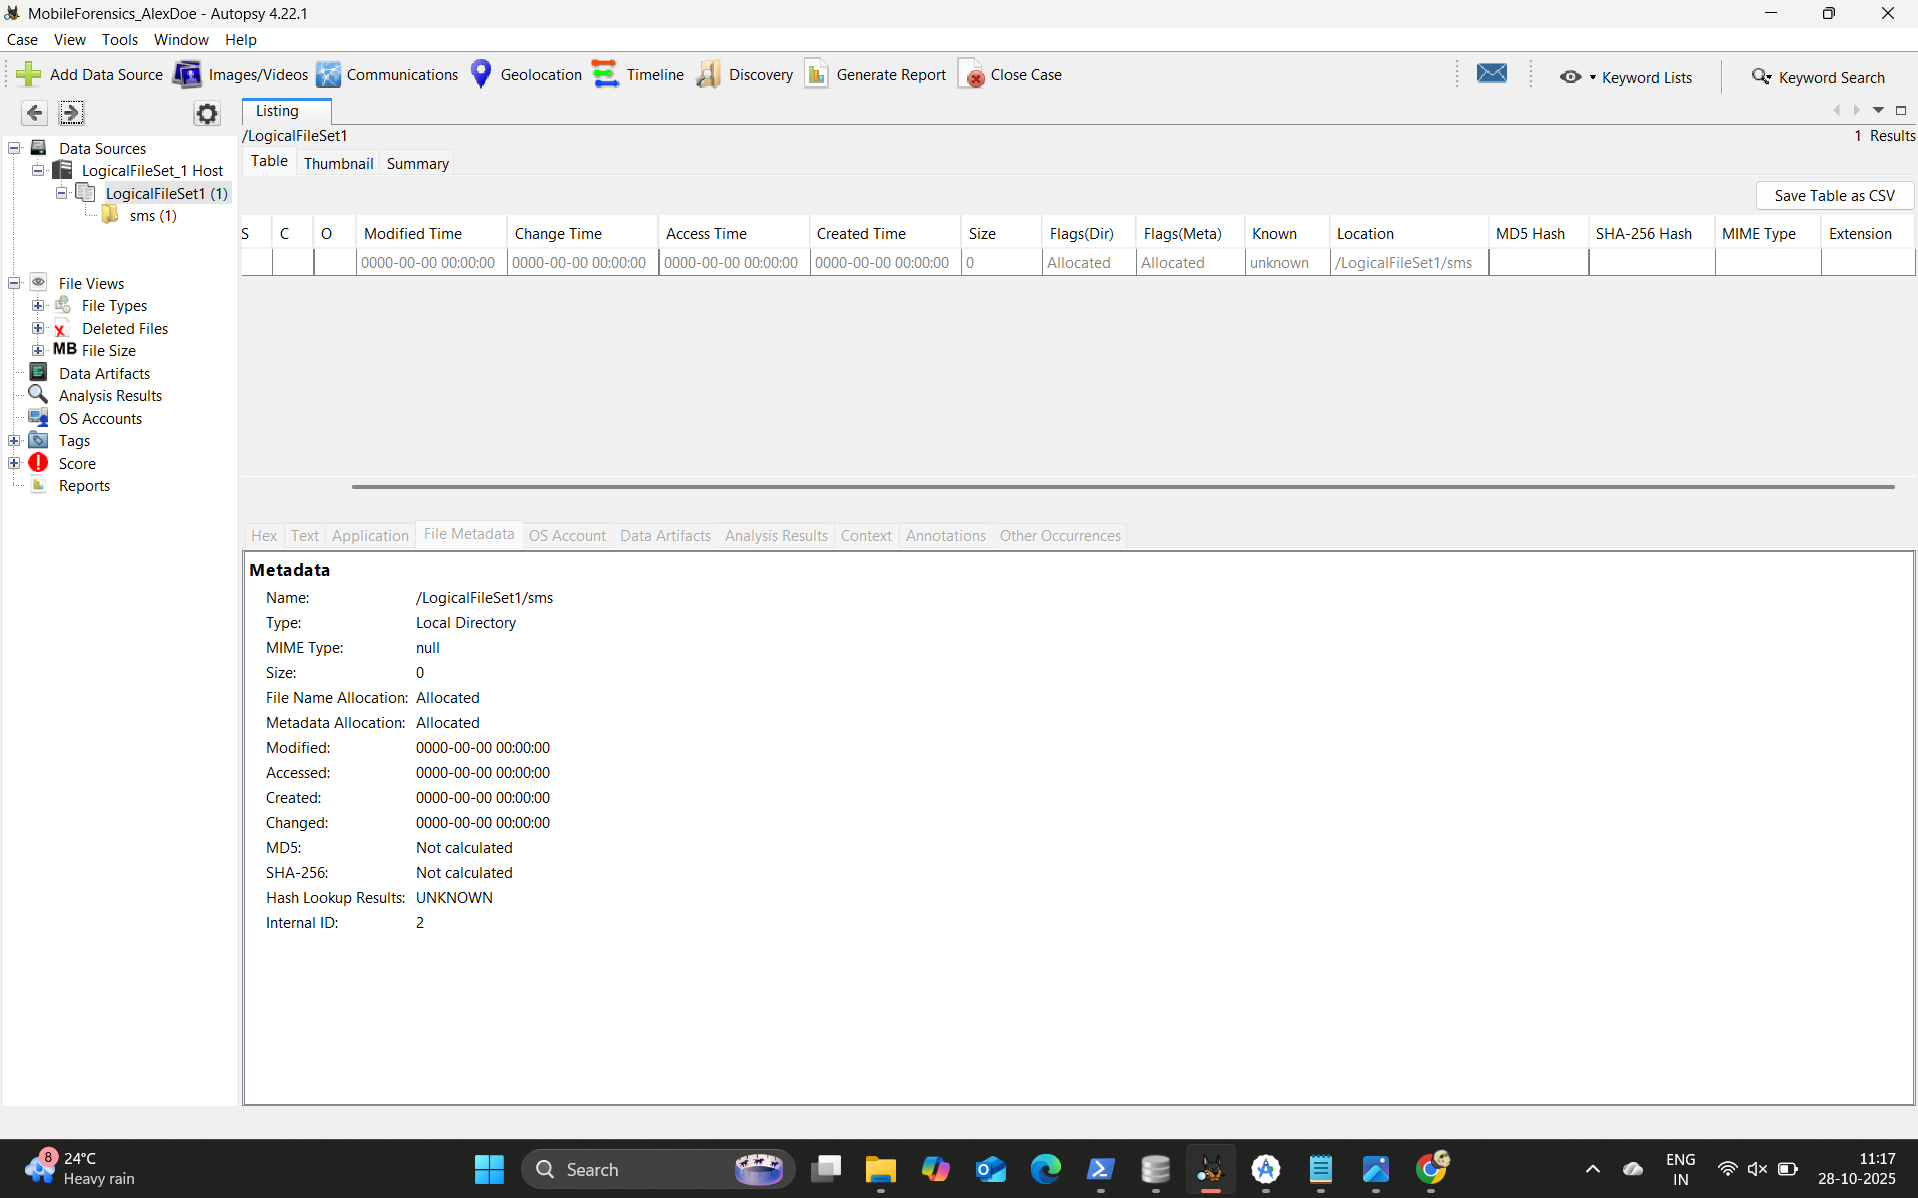 MobileForensics_AlexDoe - Autopsy 4.22.1
Case View Tools Window Help
Add Data Source Images/Videos Communications Geolocation Timeline Discovery Generate Report Close Case Keyword Lists Keyword Search
Listing
/LogicalFileSet1 1 Results
Table Thumbnail Summary
Save Table as CSV
Data Sources
LogicalFileSet_1 Host
LogicalFileSet1 (1)
sms (1)
File Views
File Types
Deleted Files
MB File Size
Data Artifacts
Analysis Results
OS Accounts
Tags
Score
Reports
S C O Modified Time Change Time Access Time Created Time Size Flags(Dir) Flags(Meta) Known Location MD5 Hash SHA-256 Hash MIME Type Extension
0000-00-00 00:00:00 0000-00-00 00:00:00 0000-00-00 00:00:00 0000-00-00 00:00:00 0 Allocated Allocated unknown /LogicalFileSet1/sms
Hex Text Application File Metadata OS Account Data Artifacts Analysis Results Context Annotations Other Occurrences
Metadata
Name: /LogicalFileSet1/sms
Type: Local Directory
MIME Type: null
Size: 0
File Name Allocation: Allocated
Metadata Allocation: Allocated
Modified: 0000-00-00 00:00:00
Accessed: 0000-00-00 00:00:00
Created: 0000-00-00 00:00:00
Changed: 0000-00-00 00:00:00
MD5: Not calculated
SHA-256: Not calculated
Hash Lookup Results: UNKNOWN
Internal ID: 2
8
24°C
Heavy rain
Search
ENG
IN
11:17
28-10-2025